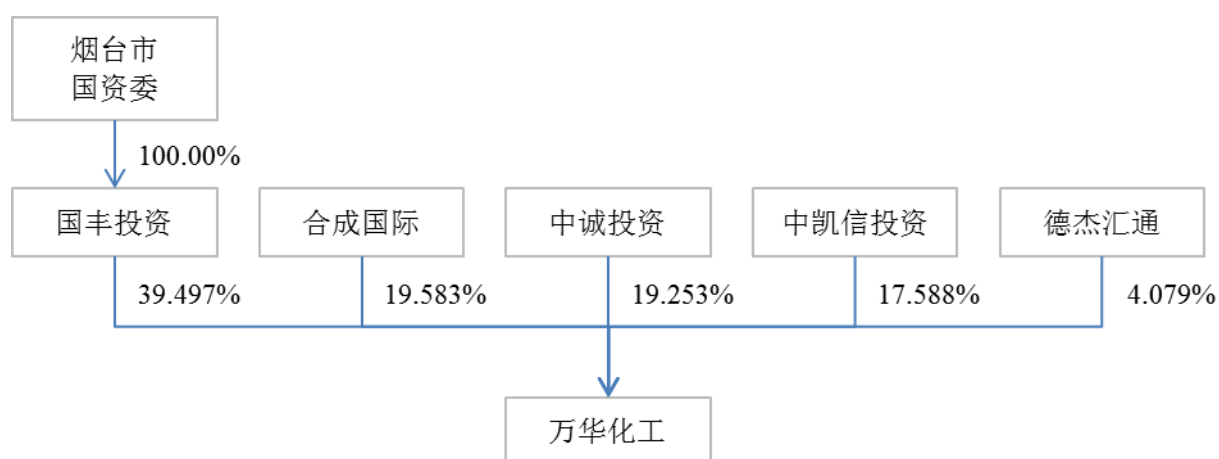 烟台市
国资委
100.00%
国丰投资
合成国际
中诚投资
中凯信投资
德杰汇通
39.497%
19.583%
19.253%
17.588%
4.079%
万华化工